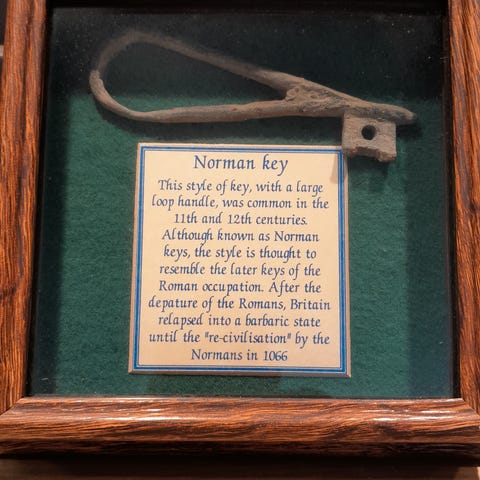 Norman key
This style of key, with a large
loop handle, was common in the
11th and 12th centuries.
Although known as Norman
keys, the style is thought to
resemble the later keys of the
Roman occupation. After the
depature of the Romans, Britain
relapsed into a barbaric state
until the "re-civilisation" by the
Normans in 1066